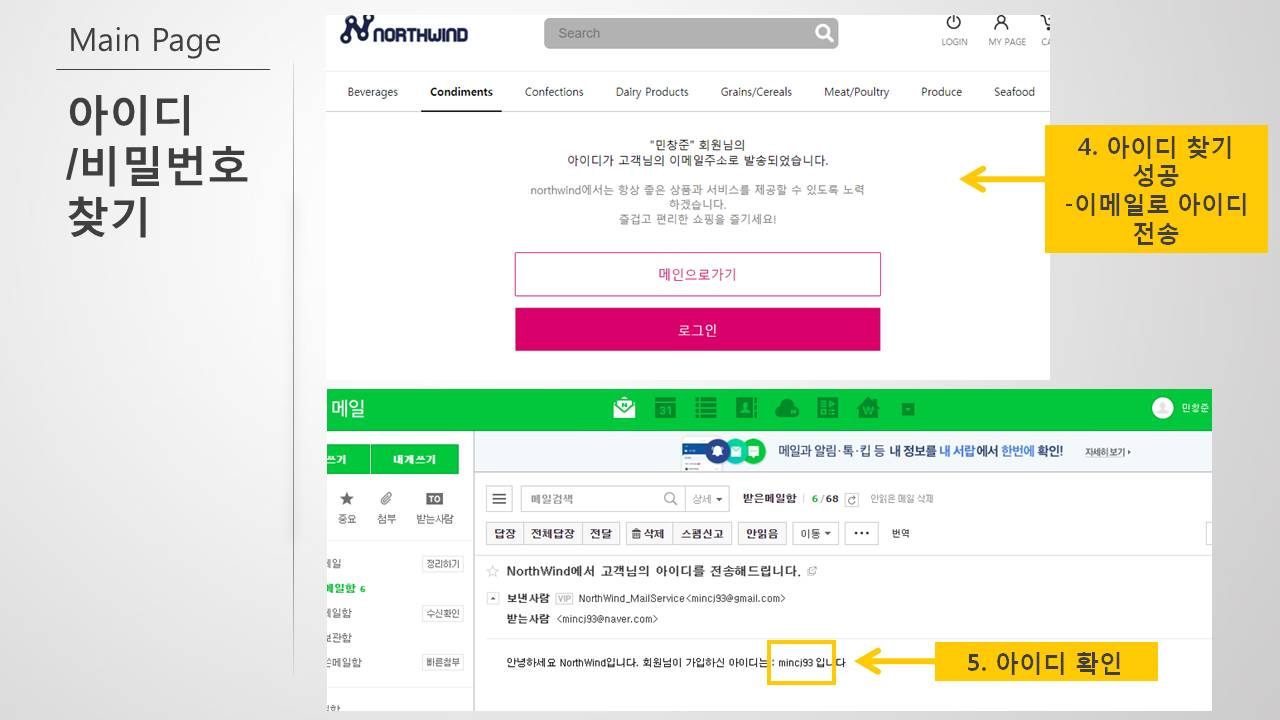 Main Page
아이디
/비밀번호
찾기
NORTHWIND
Search
LOGIN
MY PAGE
CA
Beverages
Condiments
Confections
Dairy Products
Grains/Cereals
Meat/Poultry
Produce
Seafood
"민창준" 회원님의
아이디가 고객님의 이메일주소로 발송되었습니다.
northwind에서는 항상 좋은 상품과 서비스를 제공할 수 있도록 노력
하겠습니다.
즐겁고 편리한 쇼핑을 즐기세요!
메인으로가기
로그인
4. 아이디 찾기
성공
-이메일로 아이디
전송
메일
31
N
W
민창준
쓰기
내게쓰기
메일과 알림·톡·킵 등 내 정보를 내 서랍에서 한번에 확인!
자세히 보기
중요
첨부
TO
받는사람
메일검색
상세
받은메일함
6/68
안읽은 메일 삭제
답장
전체답장
전달
삭제
스팸신고
안읽음
이동
···
번역
메일
정리하기
메일함 6
메일함
수신확인
보관함
메일함
빠른첨부
NorthWind에서 고객님의 아이디를 전송해드립니다.
보낸사람 VIP NorthWind_MailService<mincj93@gmail.com>
받는사람 <mincj93@naver.com>
안녕하세요 NorthWind입니다. 회원님이 가입하신 아이디는 : mincj93 입니다
5. 아이디 확인